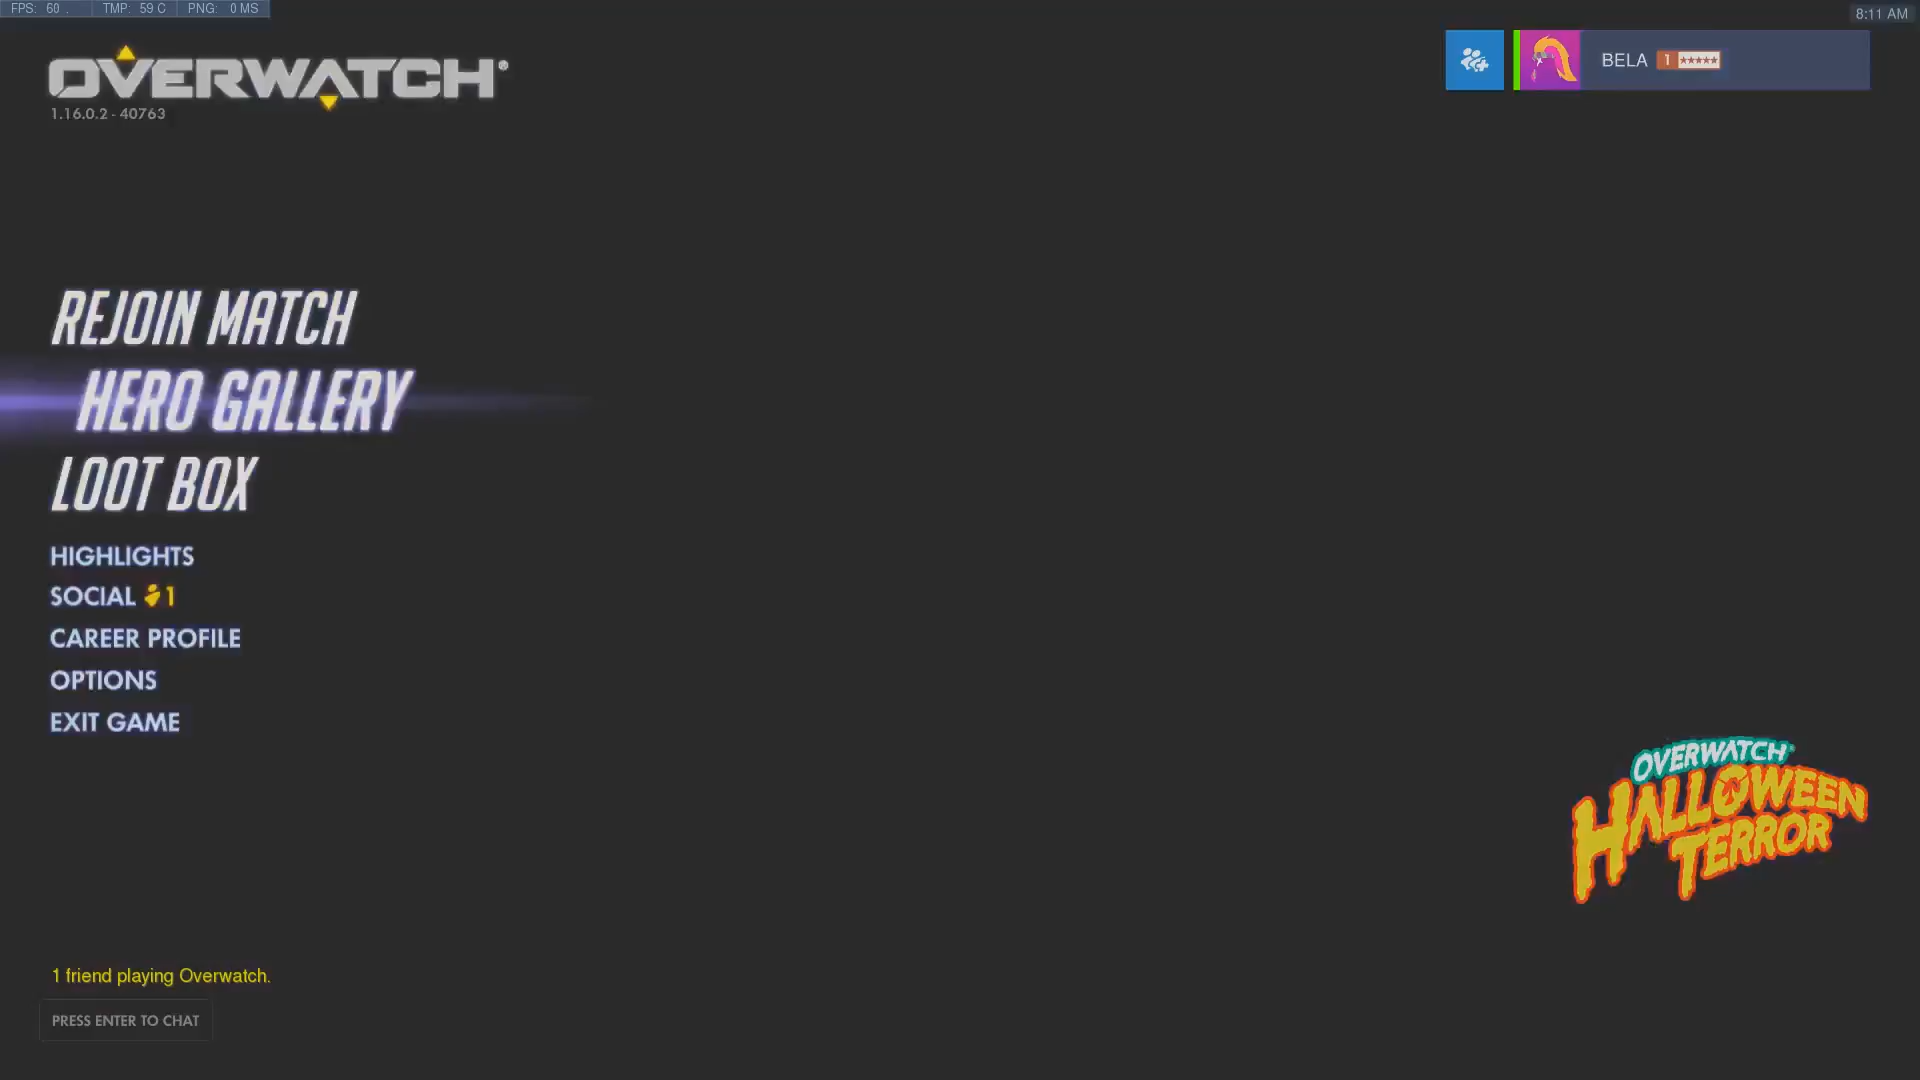 FPS: 60 . TMP: 59 C PNG: 0 MS
8:11 AM
OVERWATCH®
1.16.0.2 - 40763
BELA 1 ★★★★★
REJOIN MATCH
HERO GALLERY
LOOT BOX
HIGHLIGHTS
SOCIAL 1
CAREER PROFILE
OPTIONS
EXIT GAME
OVERWATCH
HALLOWEEN
TERROR
1 friend playing Overwatch.
PRESS ENTER TO CHAT